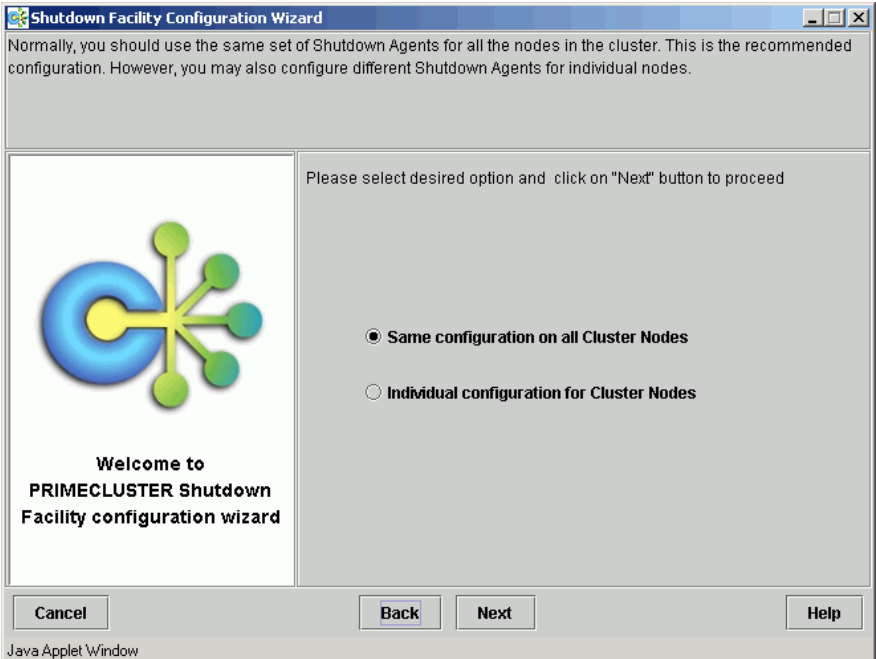 Shutdown Facility Configuration Wizard
Normally, you should use the same set of Shutdown Agents for all the nodes in the cluster. This is the recommended
configuration. However, you may also configure different Shutdown Agents for individual nodes.
Please select desired option and click on "Next" button to proceed
Same configuration on all Cluster Nodes
Individual configuration for Cluster Nodes
Welcome to
PRIMECLUSTER Shutdown
Facility configuration wizard
Cancel
Back
Next
Help
Java Applet Window